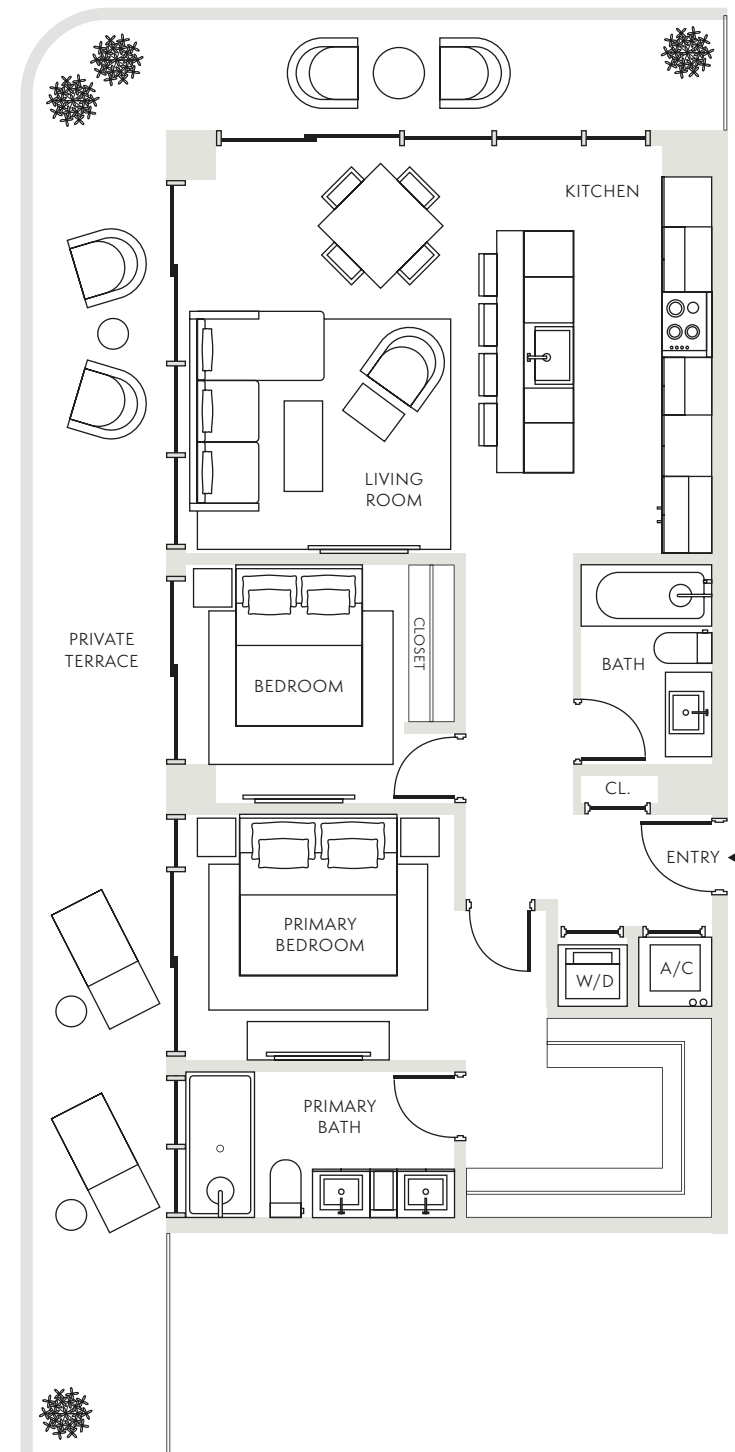 KITCHEN
LIVING
ROOM
PRIVATE
TERRACE
BEDROOM
CLOSET
BATH
CL.
ENTRY
PRIMARY
BEDROOM
W/D
A/C
PRIMARY
BATH